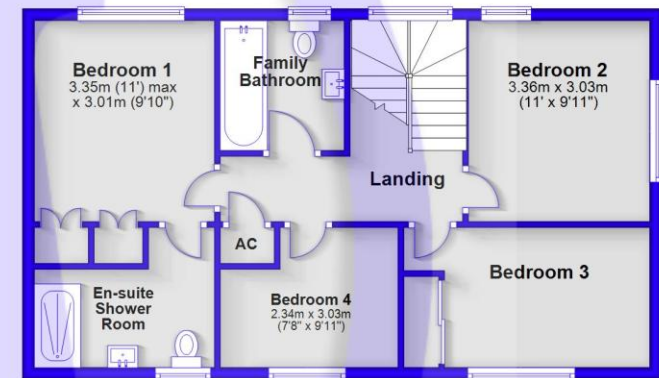 Bedroom 1
3.35m (11') max
x 3.01m (9'10")
Family
Bathroom
Bedroom 2
3.36m x 3.03m
(11' x 9'11")
Landing
AC
Bedroom 3
En-suite
Shower
Room
Bedroom 4
2.34m x 3.03m
(7'8" x 9'11")